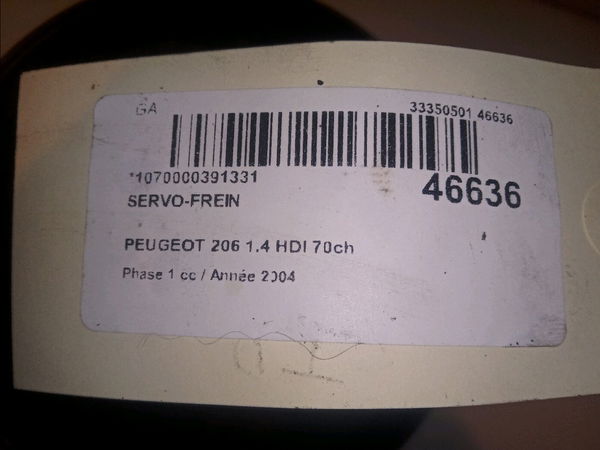 GA
33350501 46636
*1070000391331
46636
SERVO-FREIN
PEUGEOT 206 1.4 HDI 70ch
Phase 1 cc / Année 2004